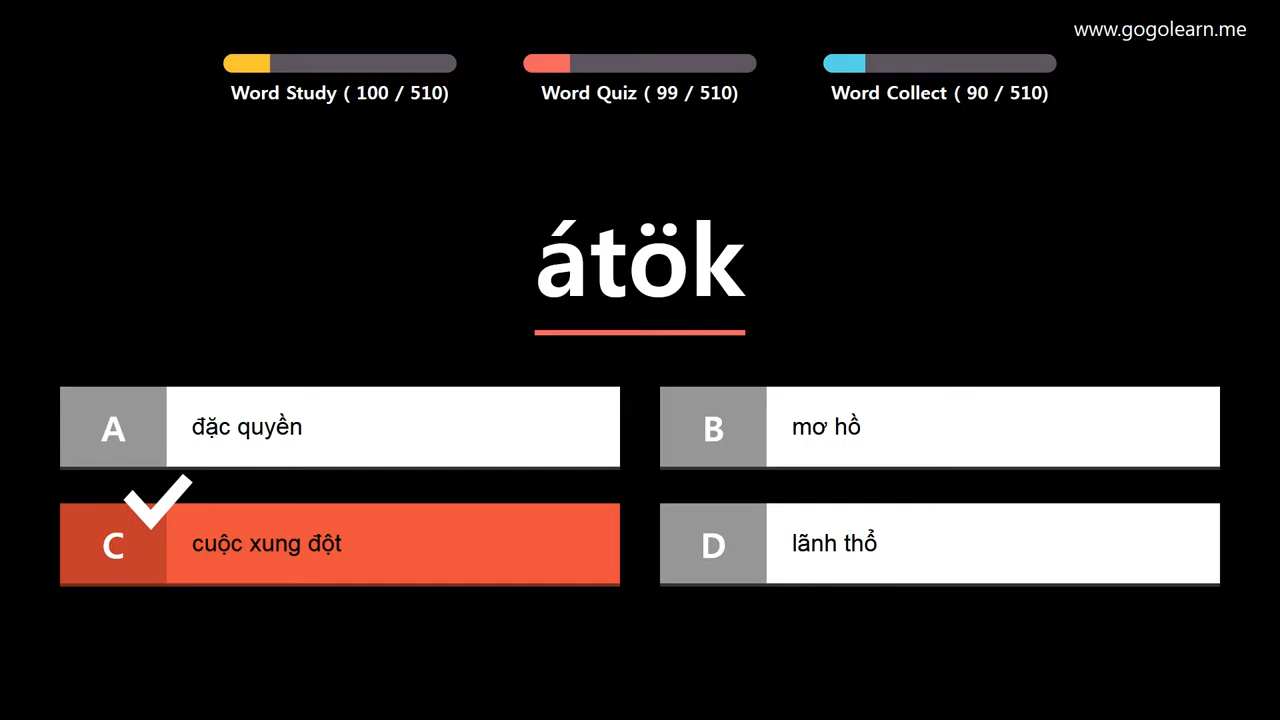 www.gogolearn.me
Word Study ( 100 / 510)
Word Quiz ( 99 / 510)
Word Collect ( 90 / 510)
átök
A
đặc quyền
B
mơ hồ
C
cuộc xung đột
D
lãnh thổ